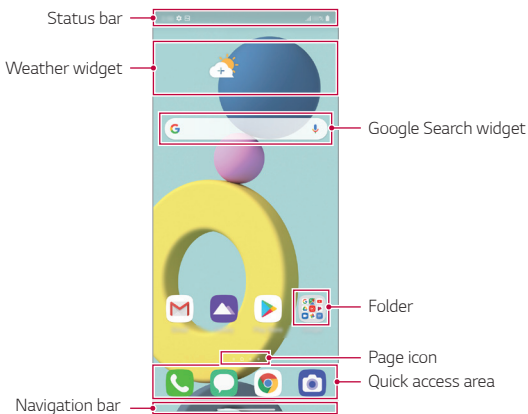 Status bar
Weather widget
Google Search widget
Folder
Page icon
Quick access area
Navigation bar